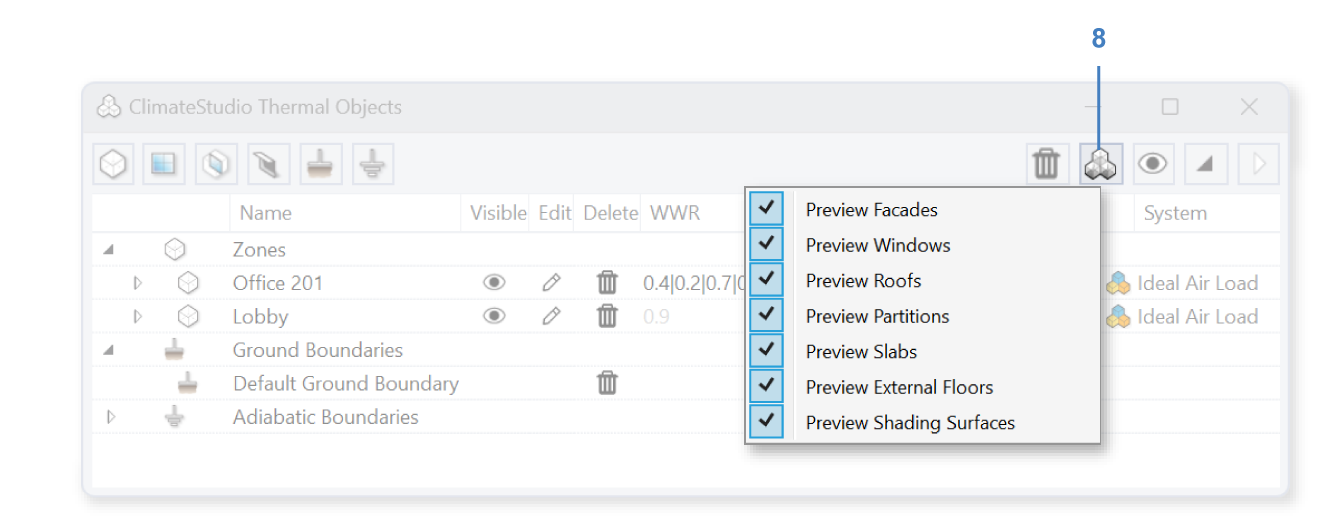 8
ClimateStudio Thermal Objects
Name Visible Edit Delete WWR System
Zones
Office 201 0.4|0.2|0.7| Ideal Air Load
Lobby 0.9 Ideal Air Load
Ground Boundaries
Default Ground Boundary
Adiabatic Boundaries
Preview Facades
Preview Windows
Preview Roofs
Preview Partitions
Preview Slabs
Preview External Floors
Preview Shading Surfaces